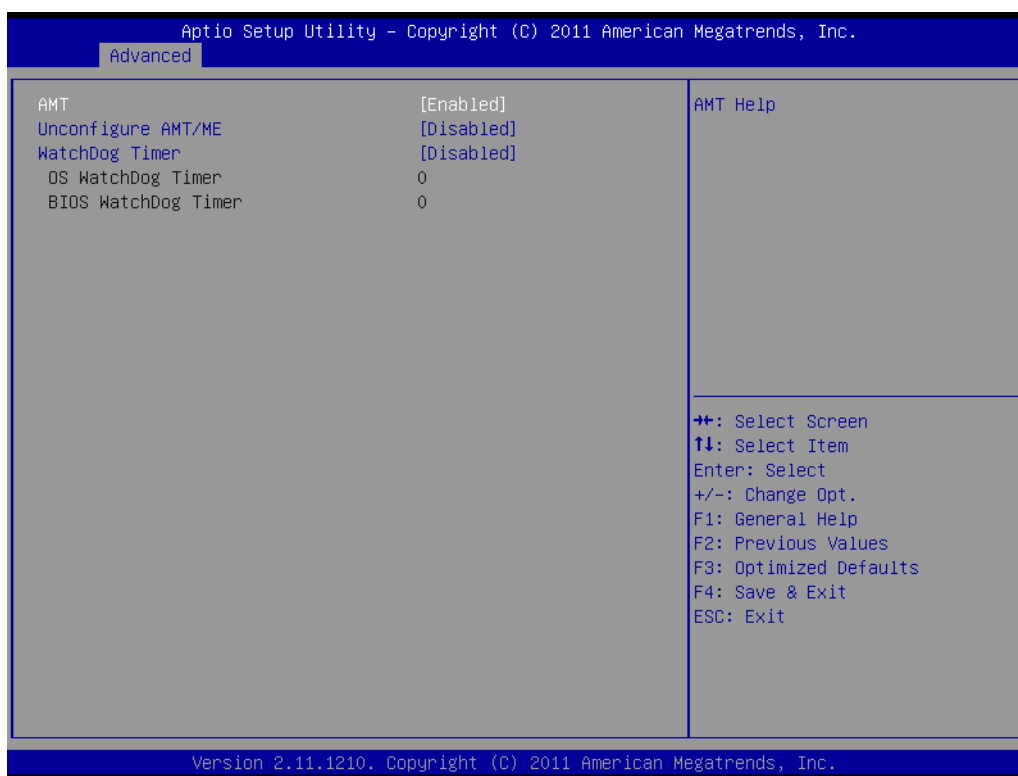 Aptio Setup Utility – Copyright (C) 2011 American Megatrends, Inc.
Advanced
AMT [Enabled]
Unconfigure AMT/ME [Disabled]
WatchDog Timer [Disabled]
OS WatchDog Timer 0
BIOS WatchDog Timer 0
AMT Help
→←: Select Screen
↑↓: Select Item
Enter: Select
+/-: Change Opt.
F1: General Help
F2: Previous Values
F3: Optimized Defaults
F4: Save & Exit
ESC: Exit
Version 2.11.1210. Copyright (C) 2011 American Megatrends, Inc.